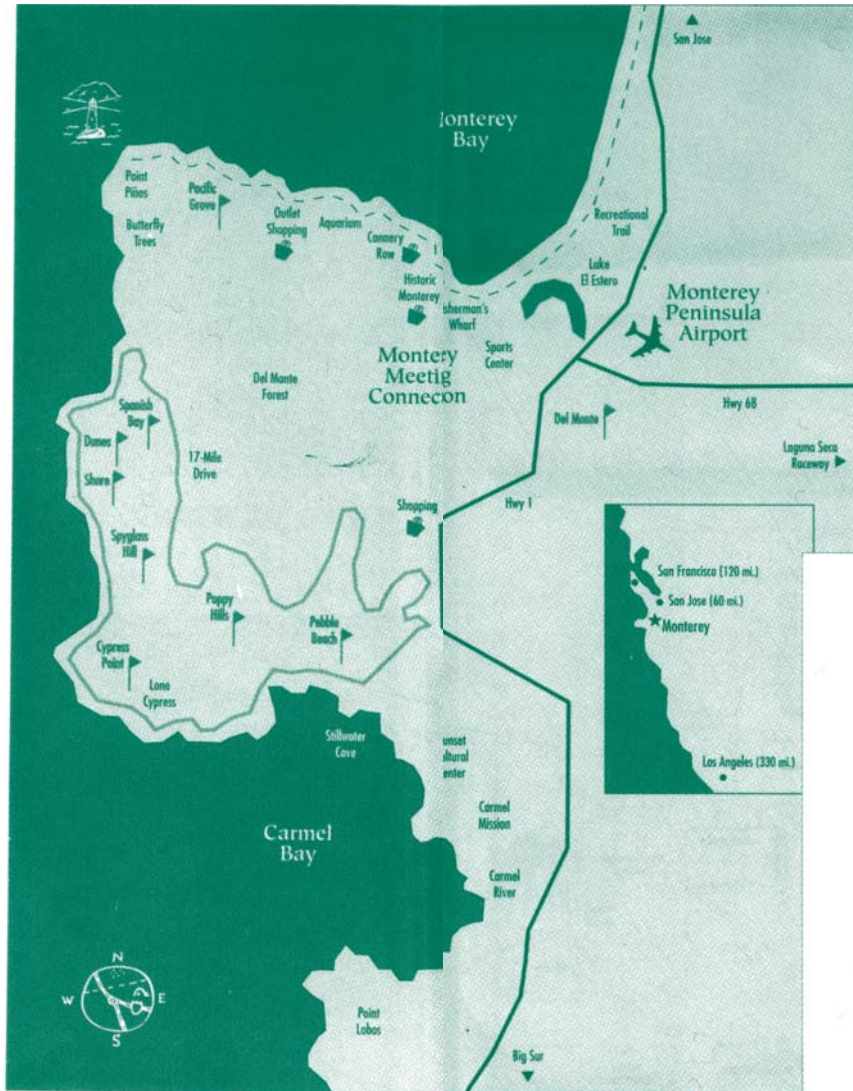 San Jose
Monterey
Bay
Point
Piños
Pacific
Grove
Butterfly
Trees
Outlet
Shopping
Aquarium
Cannery
Row
Recreational
Trail
Historic
Monterey
isherman's
Wharf
Lake
El Estero
Monterey
Peninsula
Airport
Sports
Center
Montery
Meetig
Connecon
Del Monte
Forest
Hwy 68
Del Monte
Laguna Seca
Raceway
Spanish
Bay
Dunes
Shore
17-Mile
Drive
Shopping
Hwy 1
Spyglass
Hill
Poppy
Hills
Pebble
Beach
Cypress
Point
Lone
Cypress
San Francisco (120 mi.)
San Jose (60 mi.)
Monterey
Los Angeles (330 mi.)
Stillwater
Cove
unset
ltural
enter
Carmel
Mission
Carmel
Bay
Carmel
River
N
W E
S
Point
Lobos
Big Sur